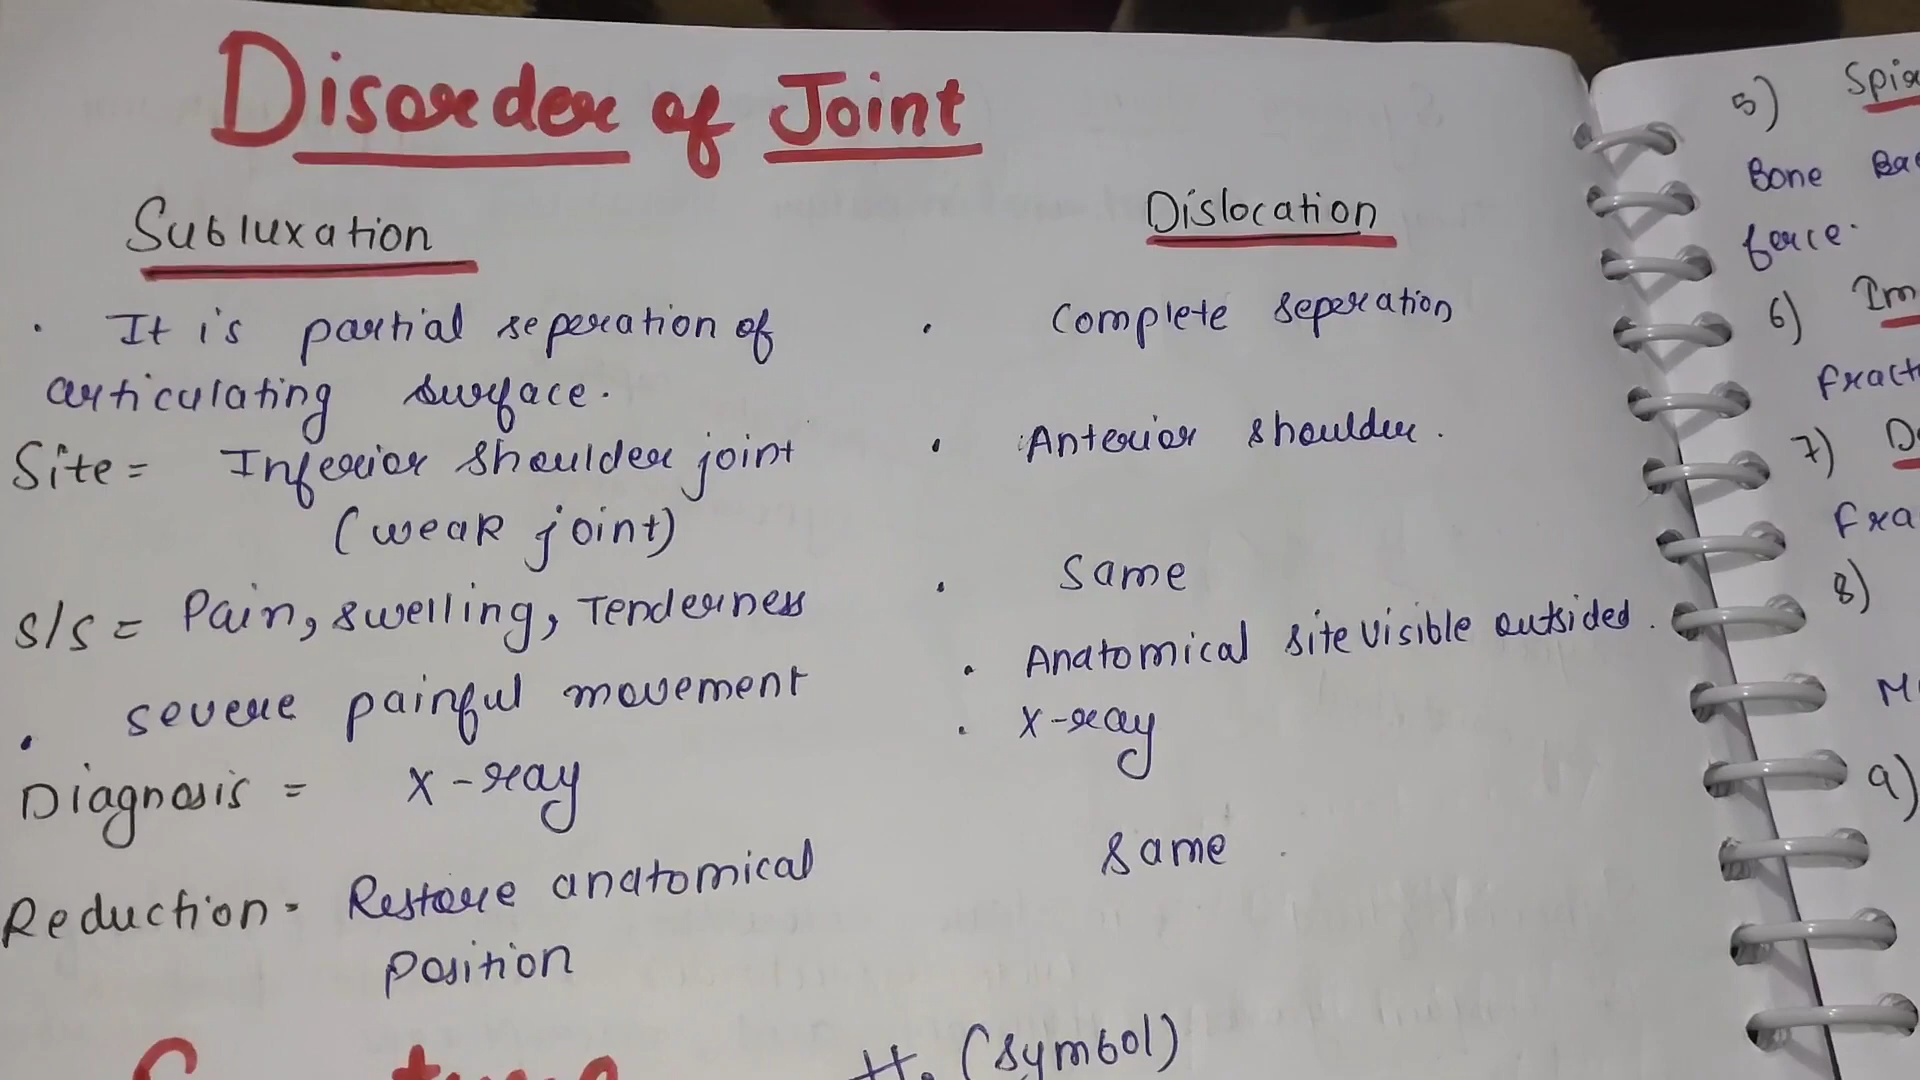 Disorder of Joint
Subluxation
Dislocation
• It is partial seperation of
articulating surface.
• Complete seperation
Site = Inferior shoulder joint
(weak joint)
• Anterior shoulder.
S/S = Pain, swelling, Tenderness
• Same
• severe painful movement
• Anatomical site visible outsided.
Diagnosis = X-ray
• X-ray
Reduction - Restore anatomical
position
Same
(symbol)
5)
Bone
force.
6)
7)
8)
9)